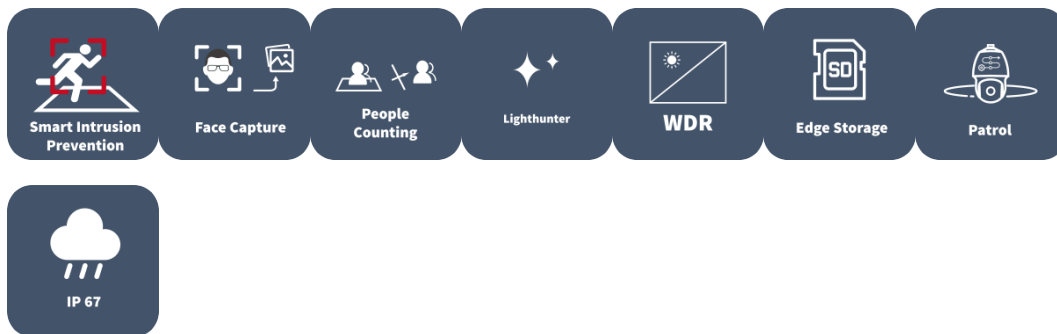 Smart Intrusion
Prevention
Face Capture
People
Counting
Lighthunter
WDR
SD
Edge Storage
Patrol
IP 67